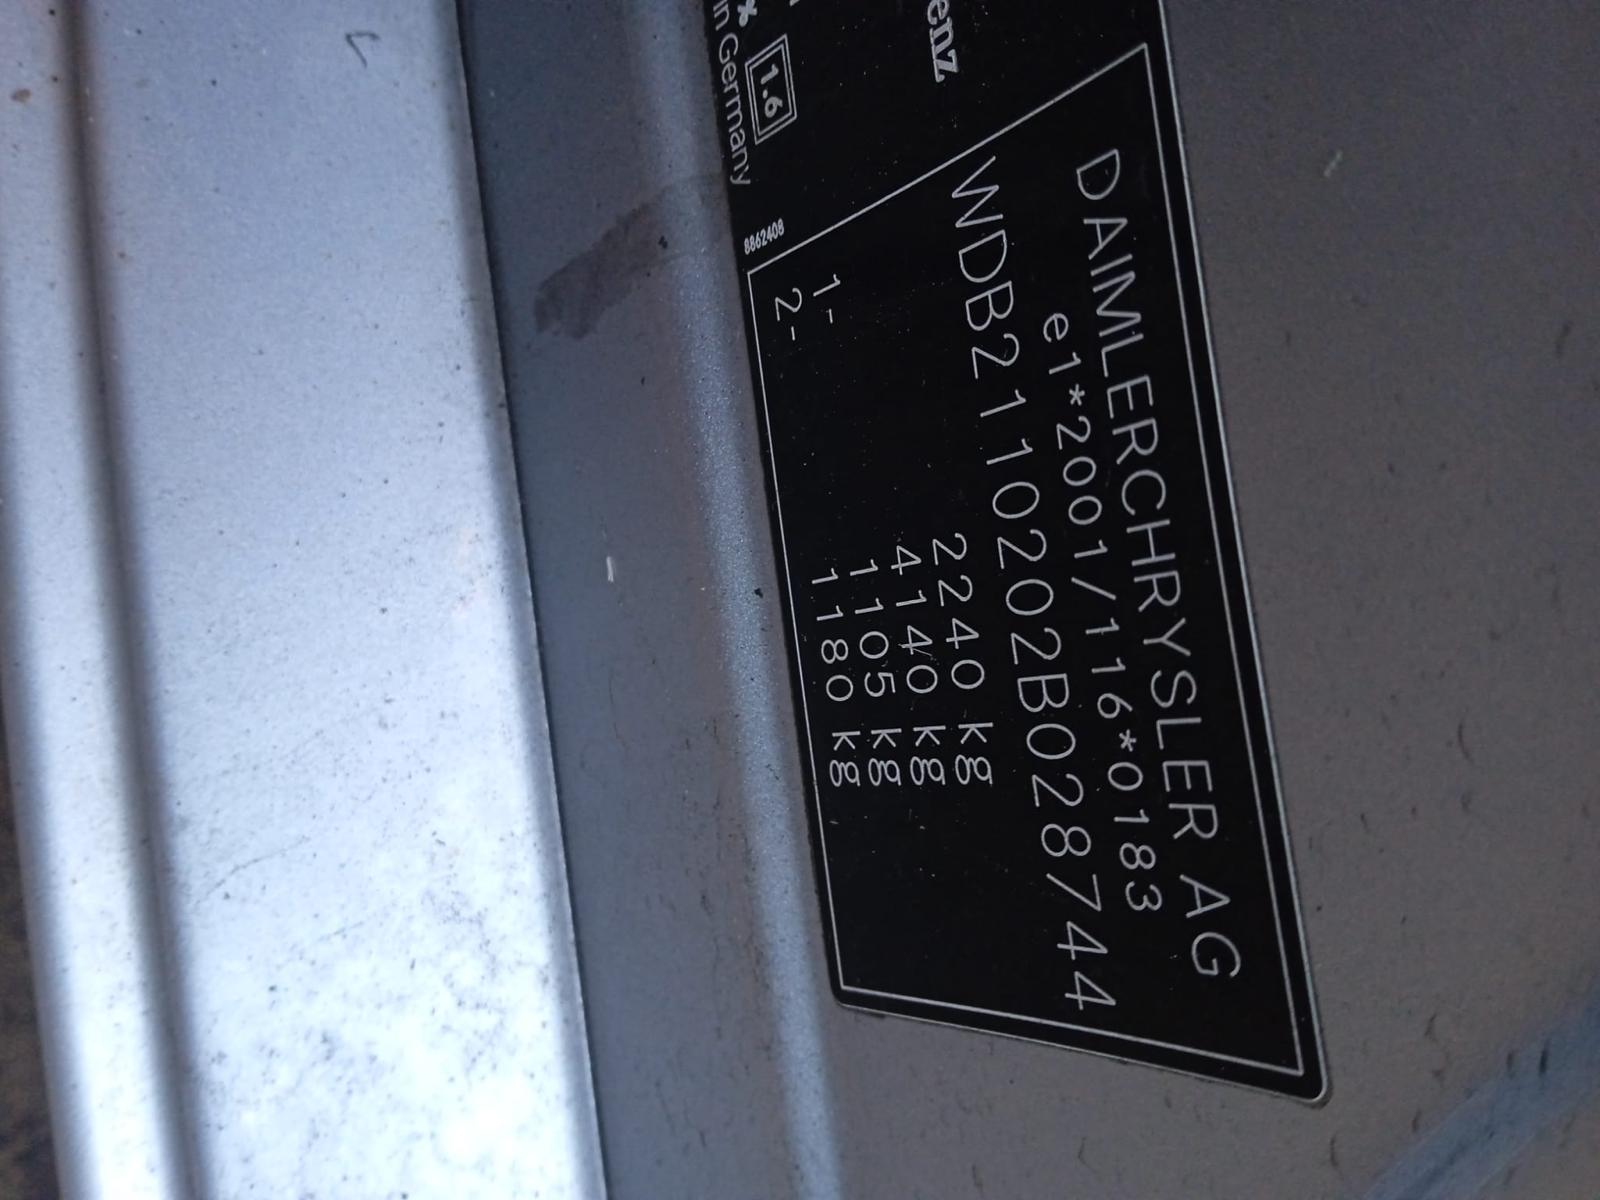 enz
1.6
in Germany
8862408
DAIMLERCHRYSLER AG
e1*2001/116*0183
WDB2110202B028744
2240 kg
4140 kg
1- 1105 kg
2- 1180 kg